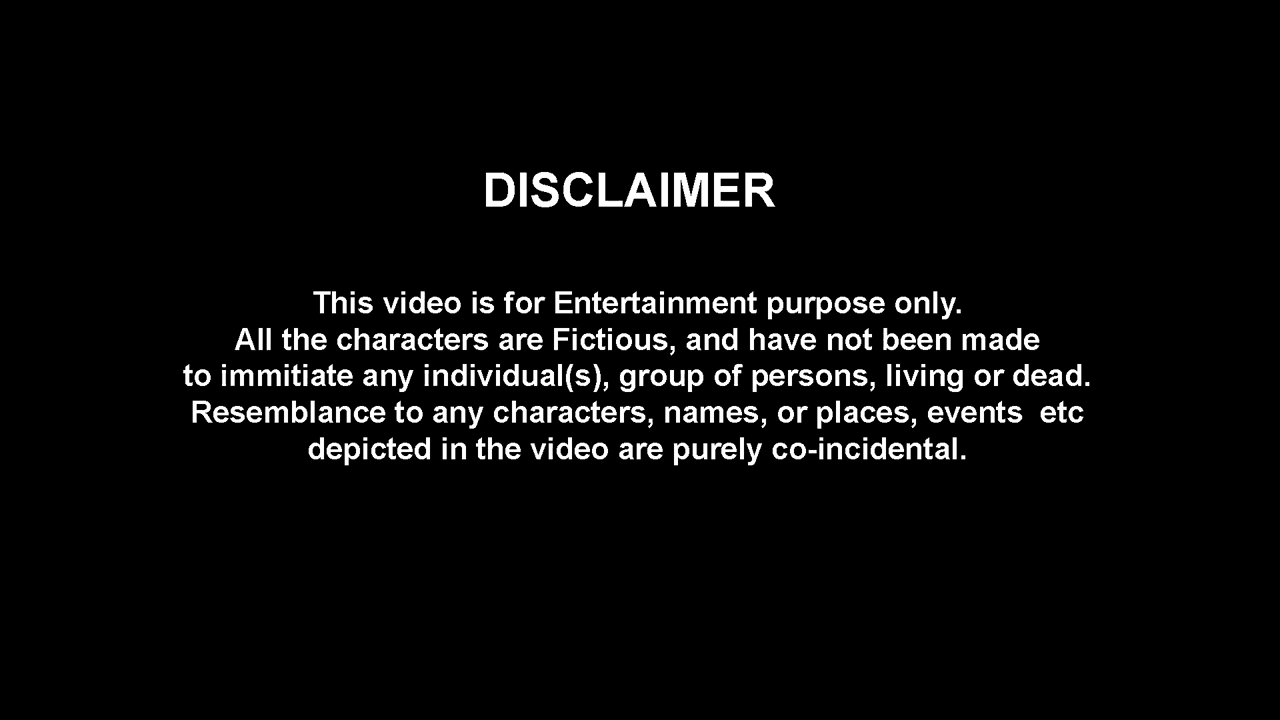 DISCLAIMER
This video is for Entertainment purpose only.
All the characters are Fictious, and have not been made
to immitiate any individual(s), group of persons, living or dead.
Resemblance to any characters, names, or places, events  etc
depicted in the video are purely co-incidental.